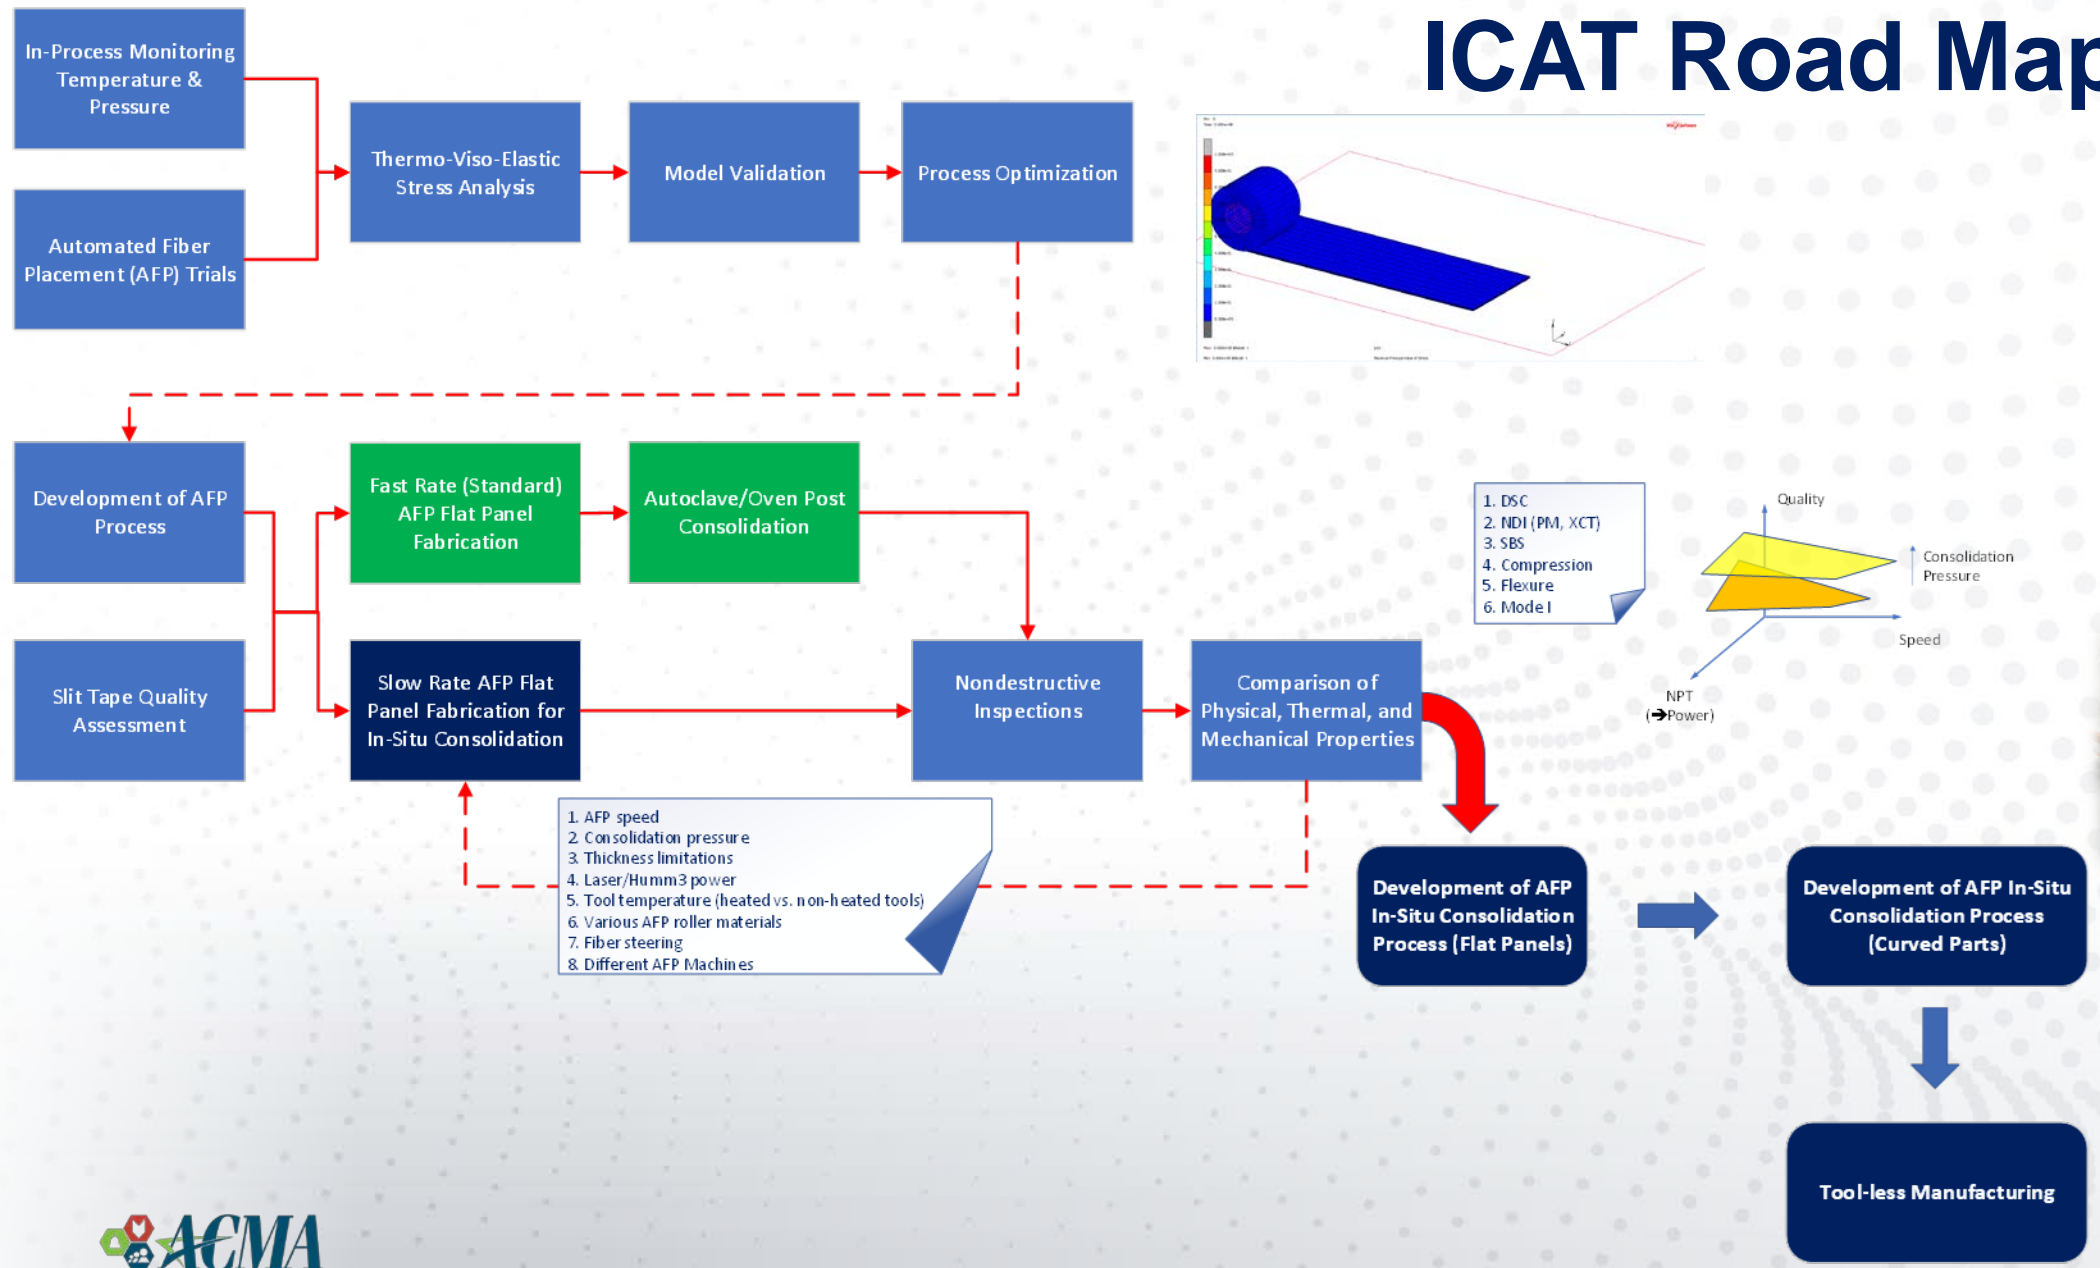 ICAT Road Map
In-Process Monitoring
Temperature &
Pressure
Automated Fiber
Placement (AFP) Trials
Thermo-Viso-Elastic
Stress Analysis
Model Validation
Process Optimization
Development of AFP
Process
Slit Tape Quality
Assessment
Fast Rate (Standard)
AFP Flat Panel
Fabrication
Autoclave/Oven Post
Consolidation
Slow Rate AFP Flat
Panel Fabrication for
In-Situ Consolidation
Nondestructive
Inspections
Comparison of
Physical, Thermal, and
Mechanical Properties
1. DSC
2. NDI (PM, XCT)
3. SBS
4. Compression
5. Flexure
6. Mode I
Quality
Consolidation
Pressure
Speed
NPT
(➔Power)
1. AFP speed
2. Consolidation pressure
3. Thickness limitations
4. Laser/Humm3 power
5. Tool temperature (heated vs. non-heated tools)
6. Various AFP roller materials
7. Fiber steering
8. Different AFP Machines
Development of AFP
In-Situ Consolidation
Process (Flat Panels)
Development of AFP In-Situ
Consolidation Process
(Curved Parts)
Tool-less Manufacturing
ACMA